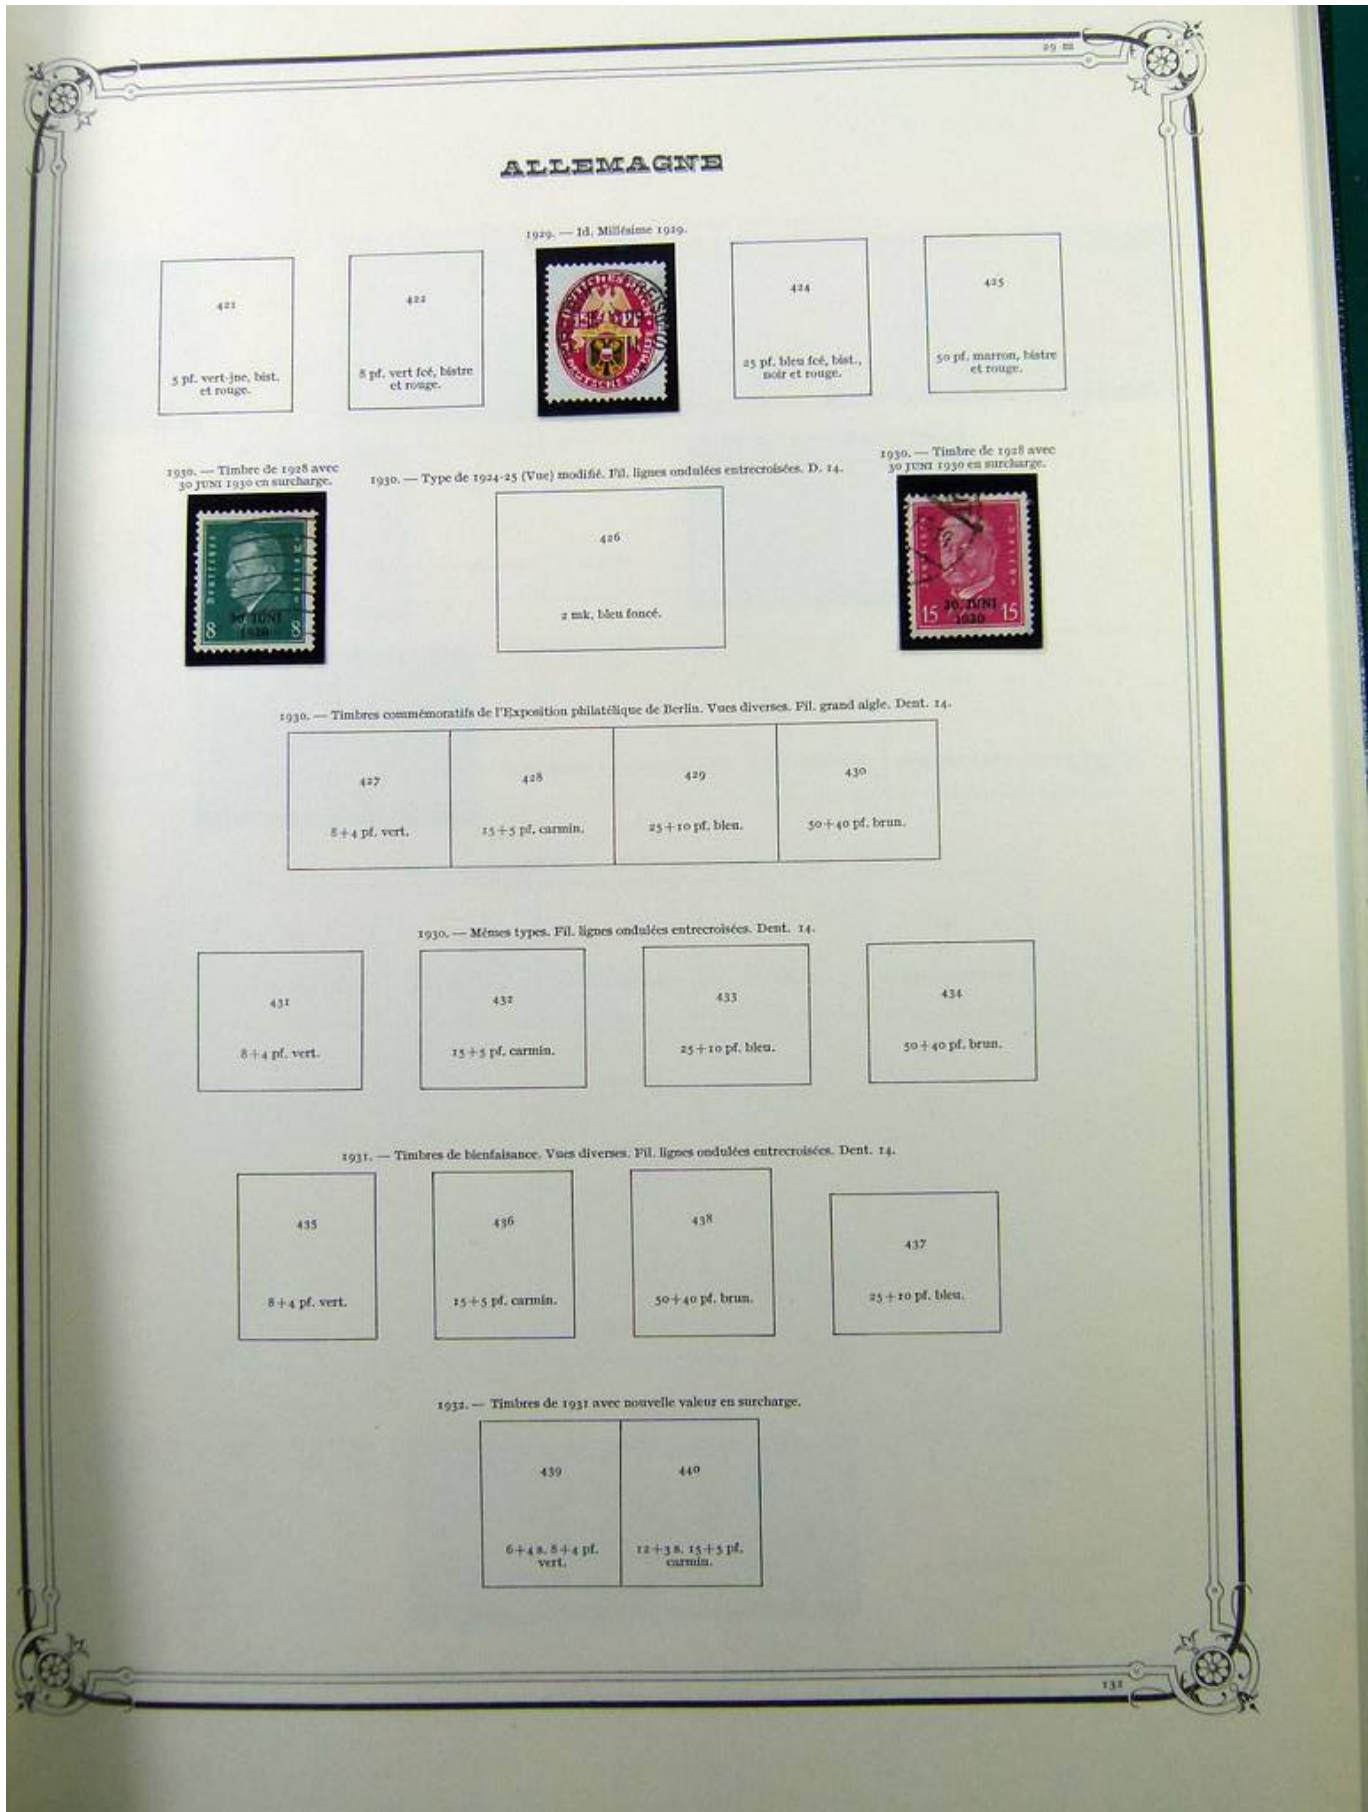 29 m
ALLEMAGNE
1929. — Id. Millésime 1929.
421
5 pf. vert-jne, bist.
et rouge.
422
8 pf. vert fcé, bistre
et rouge.
424
25 pf. bleu fcé, bist.,
noir et rouge.
425
50 pf. marron, bistre
et rouge.
1930. — Timbre de 1928 avec
30 JUNI 1930 en surcharge.
8 8
30. JUNI
1930
1930. — Type de 1924-25 (Vue) modifié. Fil. lignes ondulées entrecroisées. D. 14.
426
2 mk. bleu foncé.
1930. — Timbre de 1928 avec
30 JUNI 1930 en surcharge.
15 15
30. JUNI
1930
1930. — Timbres commémoratifs de l'Exposition philatélique de Berlin. Vues diverses. Fil. grand aigle. Dent. 14.
427
8+4 pf. vert.
428
15+5 pf. carmin.
429
25+10 pf. bleu.
430
50+40 pf. brun.
1930. — Mêmes types. Fil. lignes ondulées entrecroisées. Dent. 14.
431
8+4 pf. vert.
432
15+5 pf. carmin.
433
25+10 pf. bleu.
434
50+40 pf. brun.
1931. — Timbres de bienfaisance. Vues diverses. Fil. lignes ondulées entrecroisées. Dent. 14.
435
8+4 pf. vert.
436
15+5 pf. carmin.
438
50+40 pf. brun.
437
25+10 pf. bleu.
1932. — Timbres de 1931 avec nouvelle valeur en surcharge.
439
6+4 s. 8+4 pf.
vert.
440
12+3 s. 15+5 pf.
carmin.
131